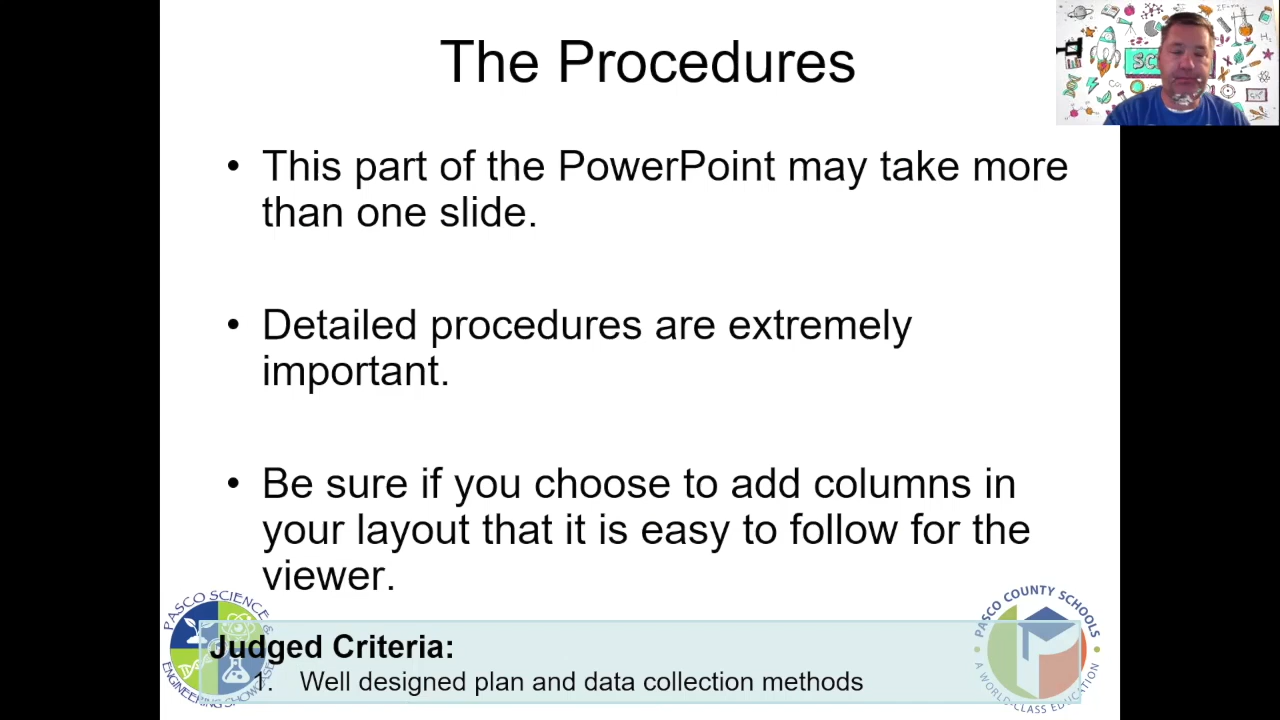 The Procedures
• This part of the PowerPoint may take more
than one slide.
• Detailed procedures are extremely
important.
• Be sure if you choose to add columns in
your layout that it is easy to follow for the
viewer.
Judged Criteria:
1. Well designed plan and data collection methods
PASCO SCIENCE &
ENGINEERING SHOWCASE
PASCO COUNTY SCHOOLS
A WORLD-CLASS EDUCATION